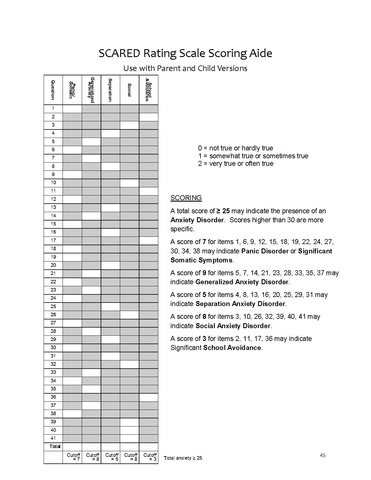 SCARED Rating Scale Scoring Aide
Use with Parent and Child Versions
Question
Panic/
Somatic
Generalized
Anxiety
Separation
Social
School
Avoidance
1
2
3
4
5
6
7
8
9
10
11
12
13
14
15
16
17
18
19
20
21
22
23
24
25
26
27
28
29
30
31
32
33
34
35
36
37
38
39
40
41
Total
Cutoff = 7
Cutoff = 9
Cutoff = 5
Cutoff = 8
Cutoff = 3
Total anxiety ≥ 25
0 = not true or hardly true
1 = somewhat true or sometimes true
2 = very true or often true
SCORING
A total score of ≥ 25 may indicate the presence of an
Anxiety Disorder. Scores higher than 30 are more
specific.
A score of 7 for items 1, 6, 9, 12, 15, 18, 19, 22, 24, 27,
30, 34, 38 may indicate Panic Disorder or Significant
Somatic Symptoms.
A score of 9 for items 5, 7, 14, 21, 23, 28, 33, 35, 37 may
indicate Generalized Anxiety Disorder.
A score of 5 for items 4, 8, 13, 16, 20, 25, 29, 31 may
indicate Separation Anxiety Disorder.
A score of 8 for items 3, 10, 26, 32, 39, 40, 41 may
indicate Social Anxiety Disorder.
A score of 3 for items 2, 11, 17, 36 may indicate
Significant School Avoidance.
45